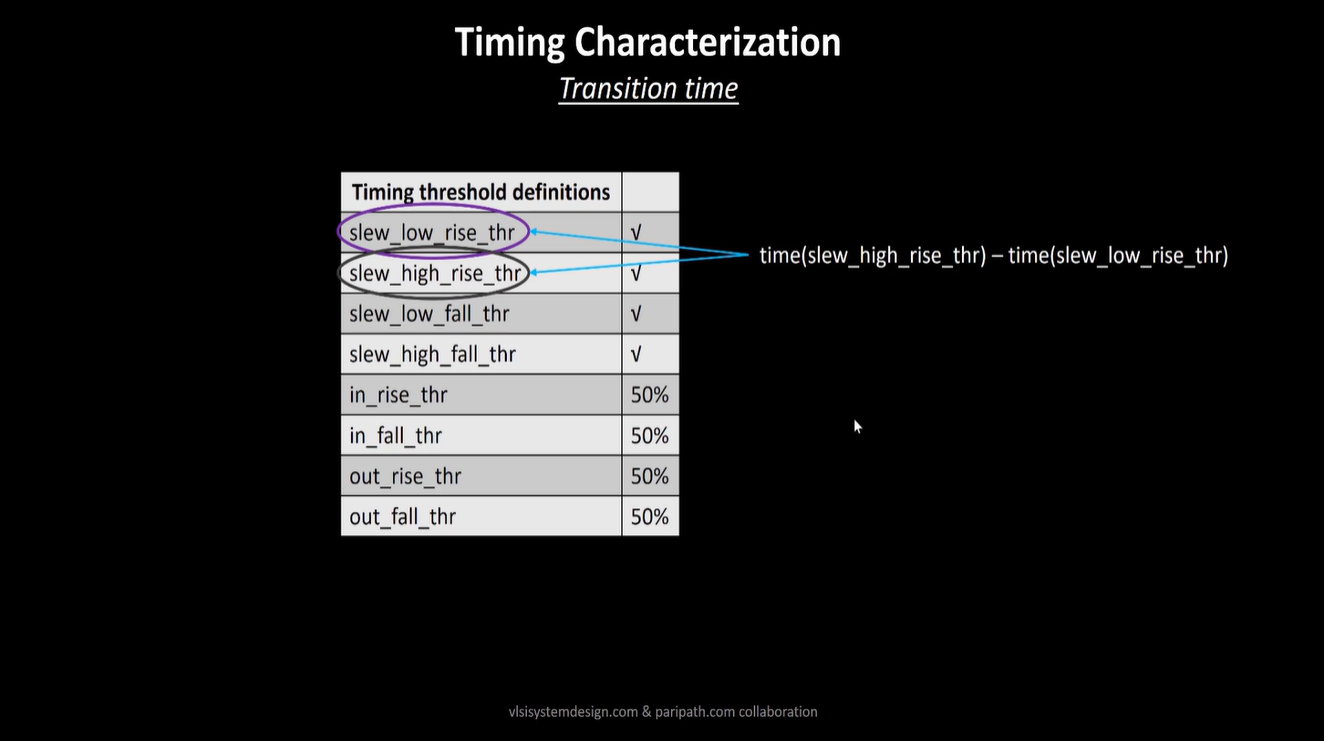 Timing Characterization
Transition time
Timing threshold definitions
slew_low_rise_thr √
slew_high_rise_thr √
time(slew_high_rise_thr) – time(slew_low_rise_thr)
slew_low_fall_thr √
slew_high_fall_thr √
in_rise_thr 50%
in_fall_thr 50%
out_rise_thr 50%
out_fall_thr 50%
vlsisystemdesign.com & paripath.com collaboration